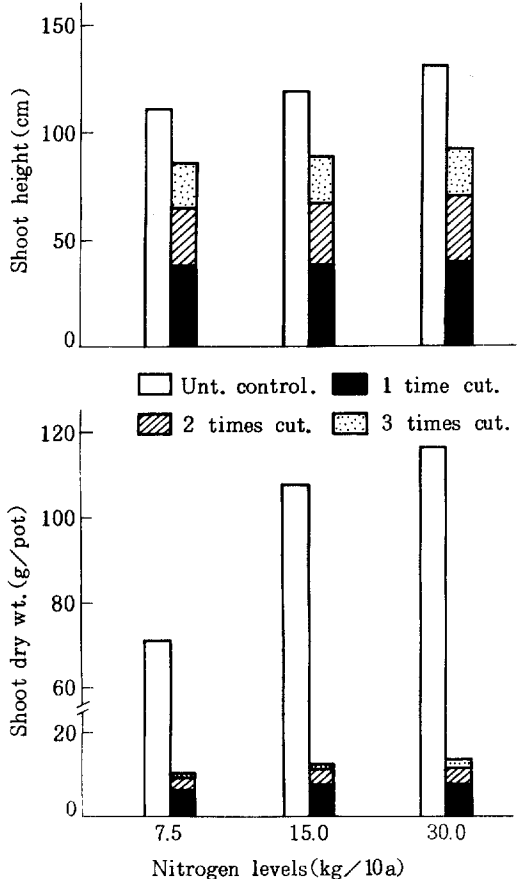 150
100
50
0
Shoot height(cm)
Unt. control.
1 time cut.
2 times cut.
3 times cut.
120
100
80
60
20
0
Shoot dry wt.(g/pot)
7.5
15.0
30.0
Nitrogen levels(kg/10a)